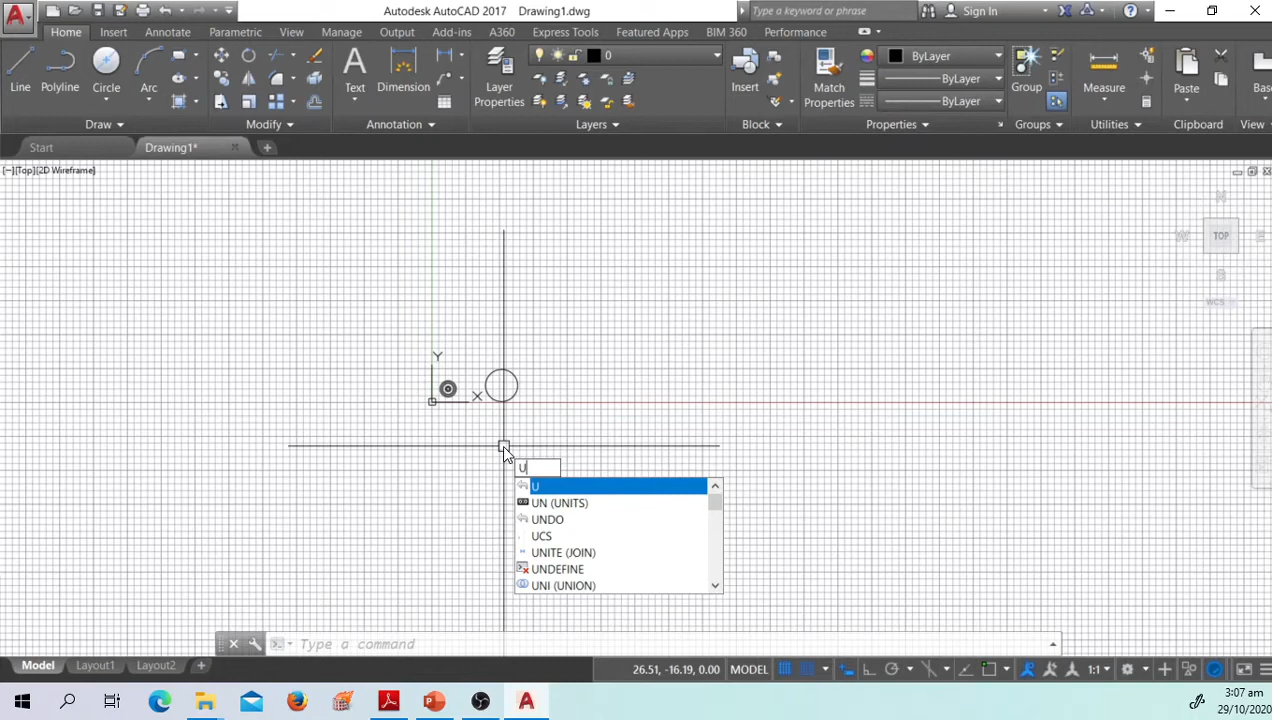 Autodesk AutoCAD 2017 Drawing1.dwg
Type a keyword or phrase
Sign In
Home Insert Annotate Parametric View Manage Output Add-ins A360 Express Tools Featured Apps BIM 360 Performance
Line Polyline Circle Arc
Text Dimension
Layer
Properties
0
Insert
Match
Properties
ByLayer
ByLayer
ByLayer
Group
Measure
Paste
Base
Draw Modify Annotation Layers Block Properties Groups Utilities Clipboard View
Start Drawing1*
[−][Top][2D Wireframe]
N
W TOP E
S
WCS
Y
X
U
U
UN (UNITS)
UNDO
UCS
UNITE (JOIN)
UNDEFINE
UNI (UNION)
Type a command
Model Layout1 Layout2
26.51, -16.19, 0.00 MODEL
1:1
3:07 am
29/10/2020